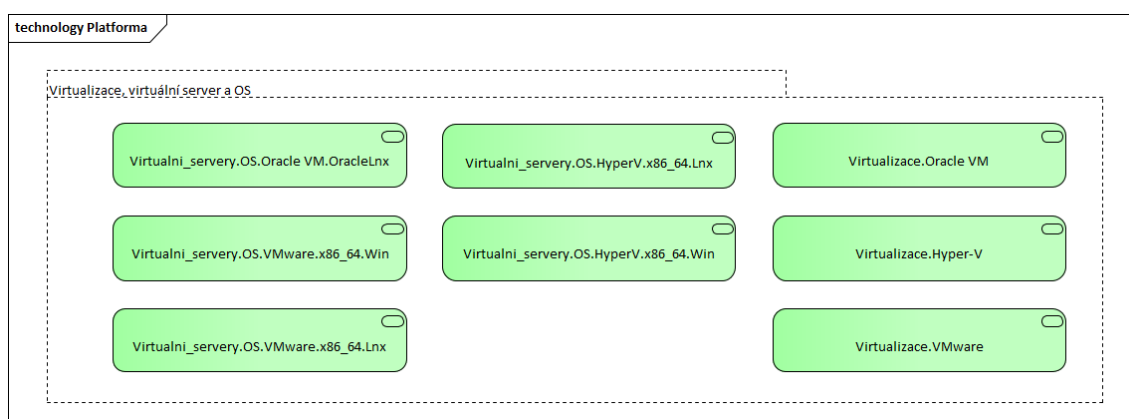 technology Platforma
Virtualizace, virtuální server a OS
Virtualni_servery.OS.Oracle VM.OracleLnx
Virtualni_servery.OS.HyperV.x86_64.Lnx
Virtualizace.Oracle VM
Virtualni_servery.OS.VMware.x86_64.Win
Virtualni_servery.OS.HyperV.x86_64.Win
Virtualizace.Hyper-V
Virtualni_servery.OS.VMware.x86_64.Lnx
Virtualizace.VMware